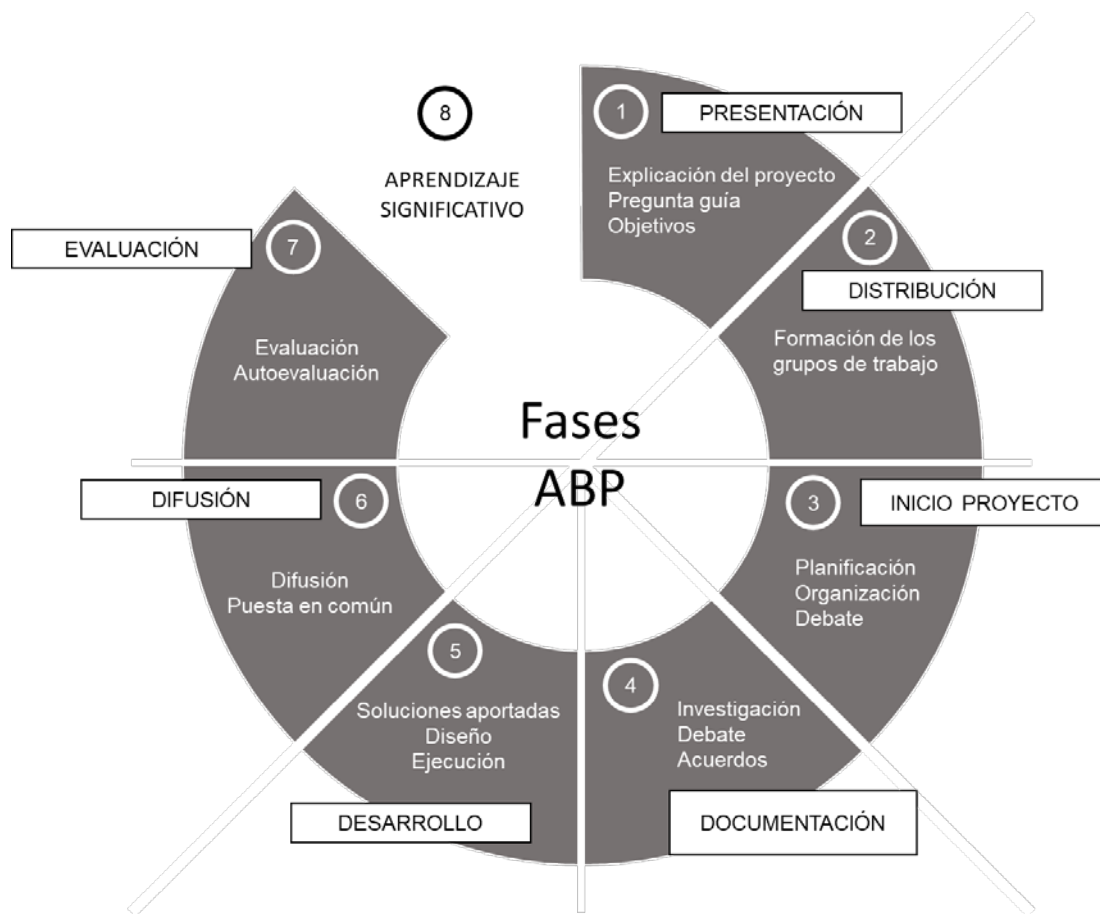 Fases
ABP
1
PRESENTACIÓN
Explicación del proyecto
Pregunta guía
Objetivos
2
DISTRIBUCIÓN
Formación de los
grupos de trabajo
3
INICIO PROYECTO
Planificación
Organización
Debate
4
Investigación
Debate
Acuerdos
DOCUMENTACIÓN
5
Soluciones aportadas
Diseño
Ejecución
DESARROLLO
6
DIFUSIÓN
Difusión
Puesta en común
7
EVALUACIÓN
Evaluación
Autoevaluación
8
APRENDIZAJE
SIGNIFICATIVO